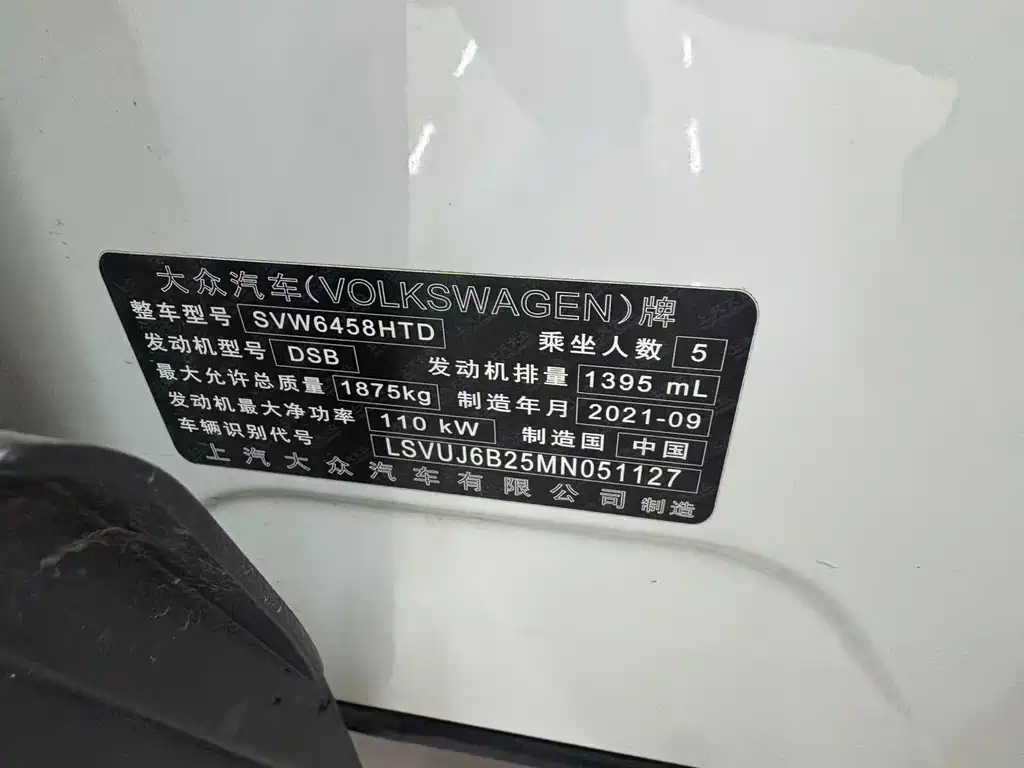 大众汽车(VOLKSWAGEN)牌
整车型号 SVW6458HTD 乘坐人数 5
发动机型号 DSB 发动机排量 1395 mL
最大允许总质量 1875kg 制造年月 2021-09
发动机最大净功率 110 kW 制造国 中国
车辆识别代号 LSVUJ6B25MN051127
上汽大众汽车有限公司 制造